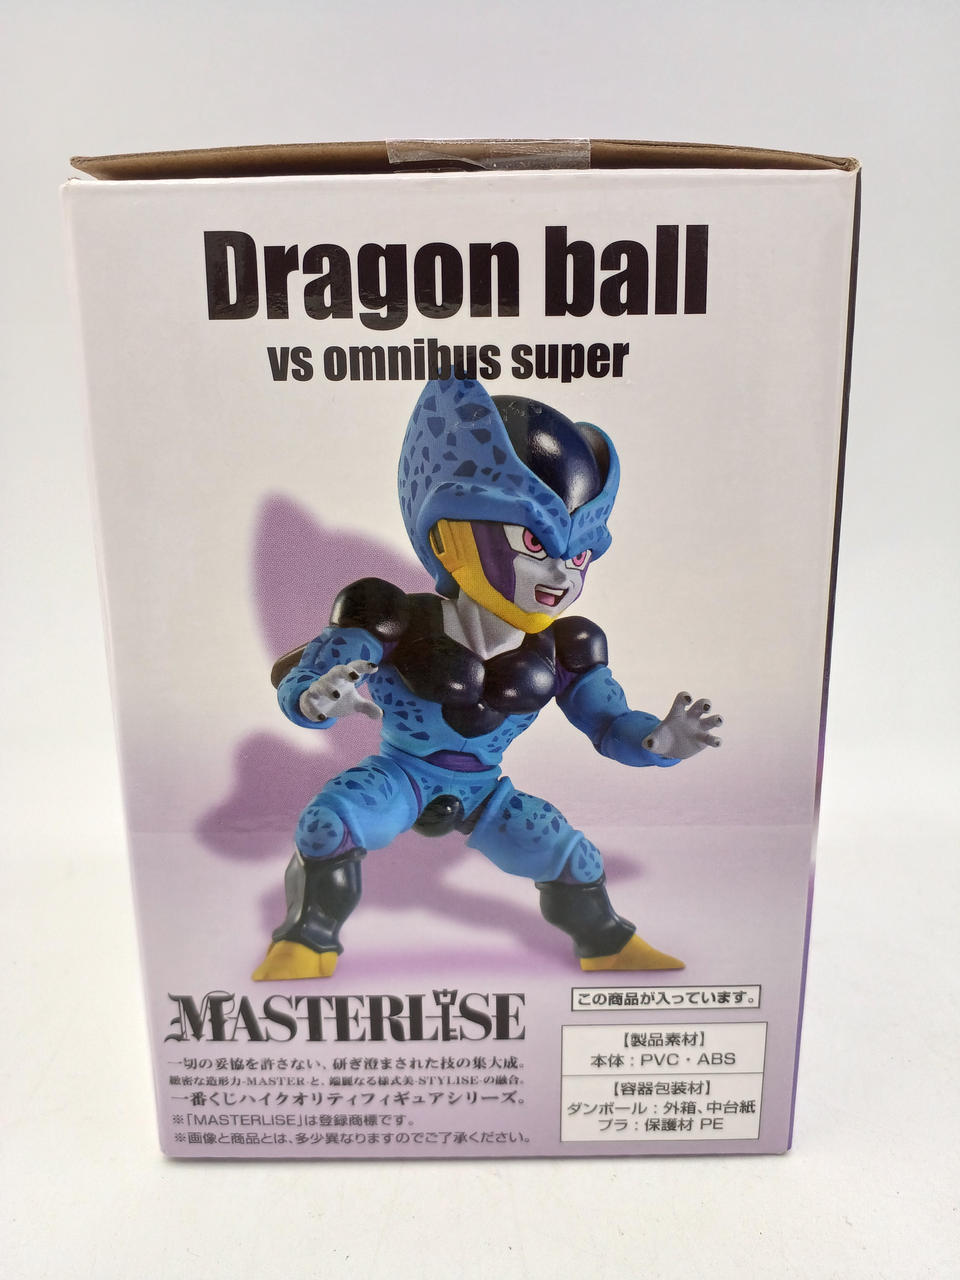 Dragon ball
vs omnibus super
MASTERLISE
一切の妥協を許さない、研ぎ澄まされた技の集大成。
緻密な造形力-MASTER-と、端麗なる様式美-STYLISE-の融合。
一番くじハイクオリティフィギュアシリーズ。
※「MASTERLISE」は登録商標です。
※画像と商品とは、多少異なりますのでご了承ください。
この商品が入っています。
【製品素材】
本体：PVC・ABS
【容器包装材】
ダンボール：外箱、中台紙
プラ：保護材 PE